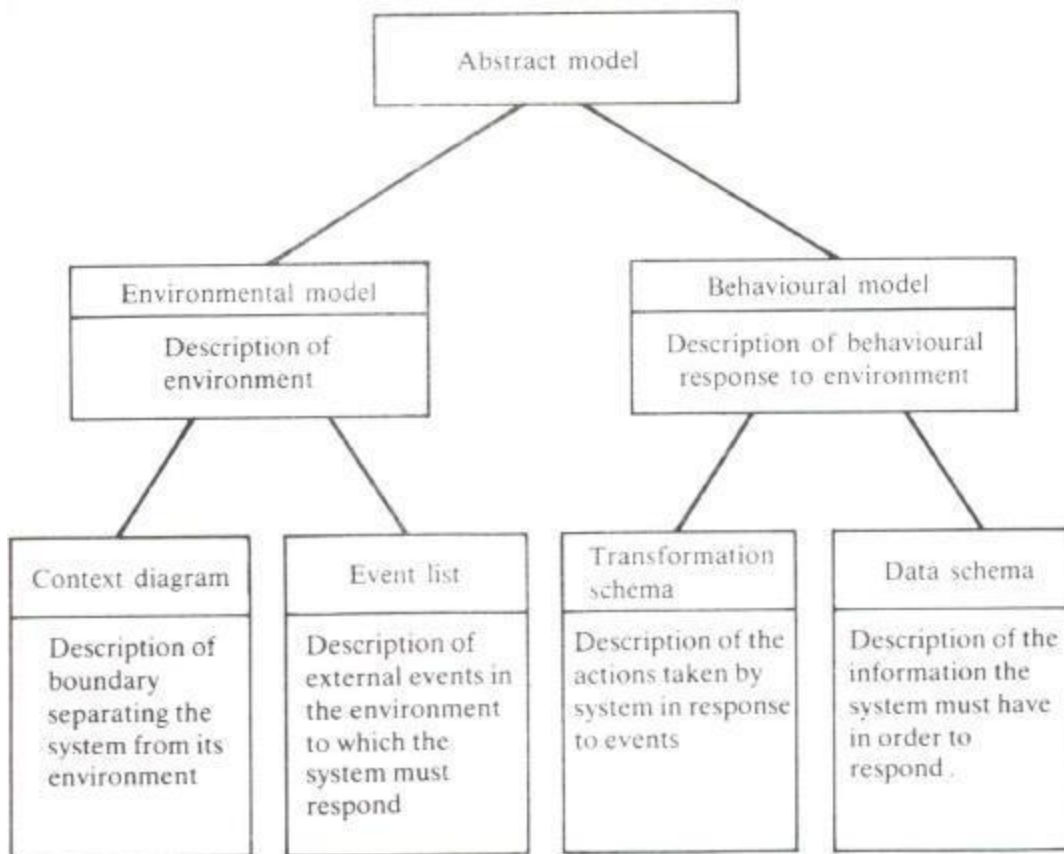 Abstract model
Environmental model
Description of
environment
Behavioural model
Description of behavioural
response to environment
Context diagram
Description of
boundary
separating the
system from its
environment
Event list
Description of
external events in
the environment
to which the
system must
respond
Transformation
schema
Description of the
actions taken by
system in response
to events
Data schema
Description of the
information the
system must have
in order to
respond .